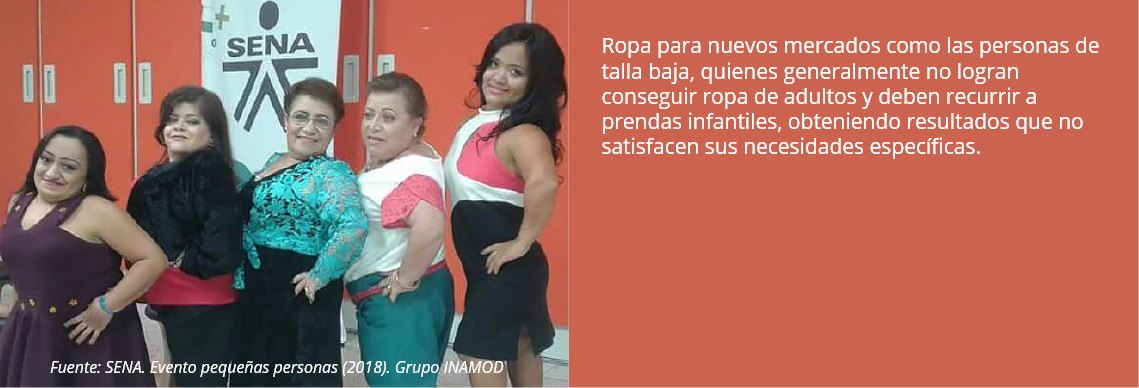 SENA
Fuente: SENA. Evento pequeñas personas (2018). Grupo INAMOD
Ropa para nuevos mercados como las personas de
talla baja, quienes generalmente no logran
conseguir ropa de adultos y deben recurrir a
prendas infantiles, obteniendo resultados que no
satisfacen sus necesidades específicas.